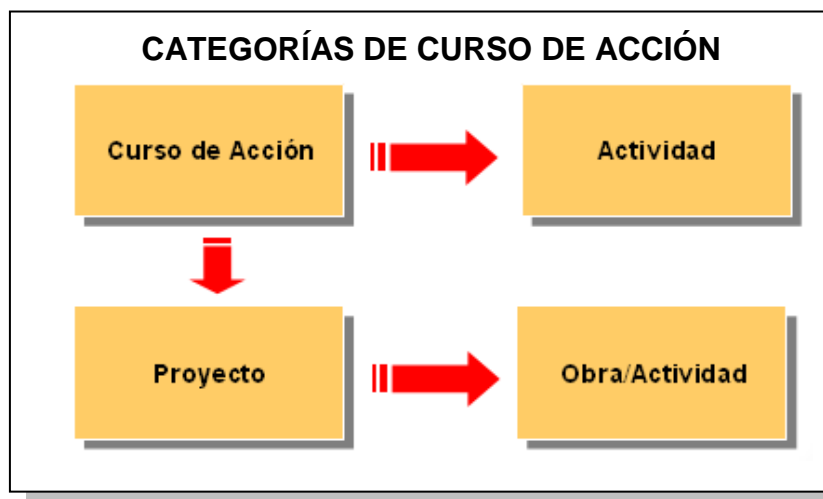 CATEGORÍAS DE CURSO DE ACCIÓN
Curso de Acción
Actividad
Proyecto
Obra/Actividad